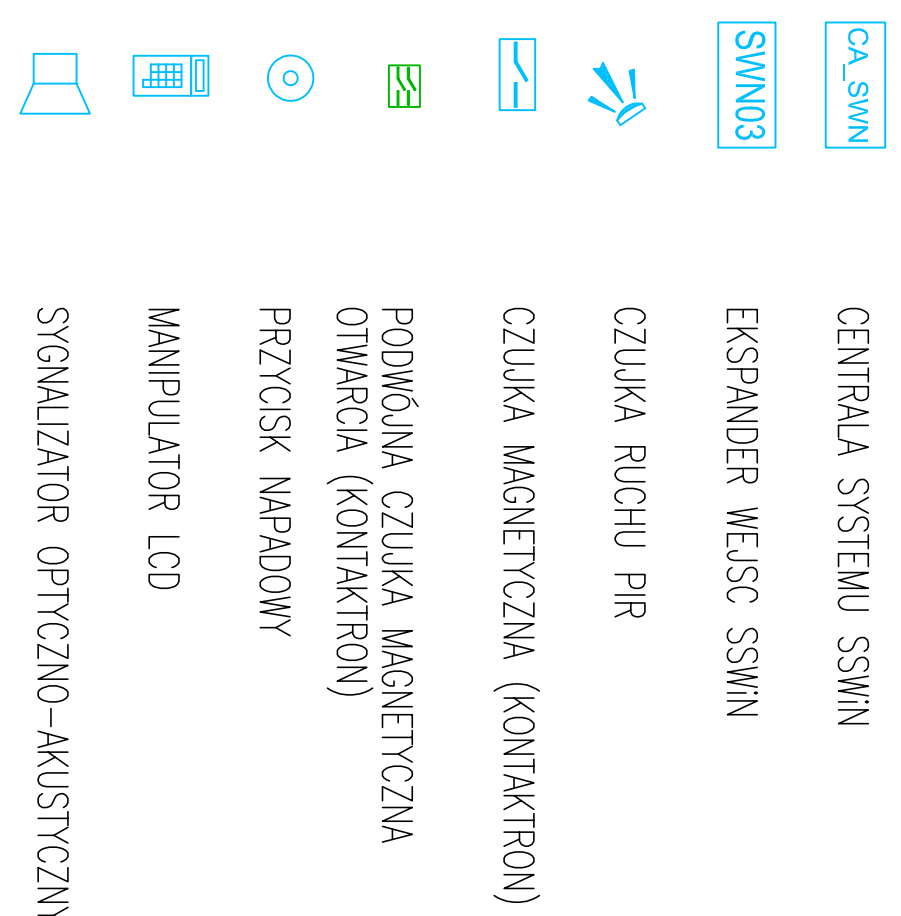 CA_SWN
CENTRALA SYSTEMU SSWiN
SWN03
EKSPANDER WEJSC SSWiN
CZUJKA RUCHU PIR
CZUJKA MAGNETYCZNA (KONTAKTRON)
PODWÓJNA CZUJKA MAGNETYCZNA
OTWARCIA (KONTAKTRON)
PRZYCISK NAPADOWY
MANIPULATOR LCD
SYGNALIZATOR OPTYCZNO-AKUSTYCZNY